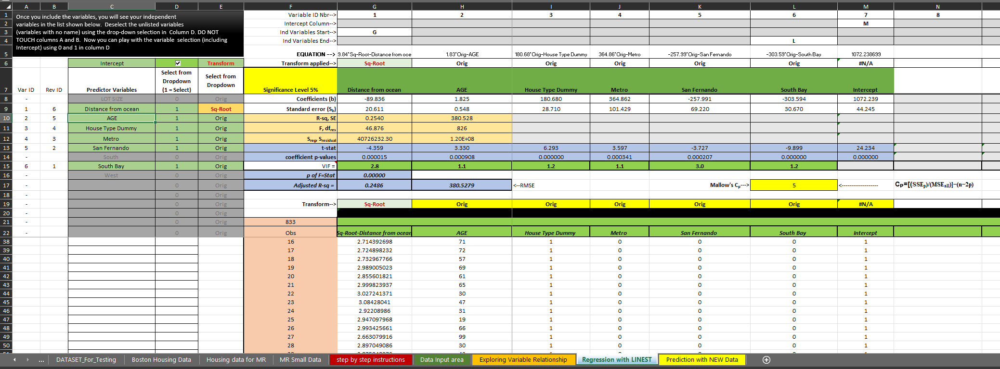 A B C D E F G H I J K L M N
1 Once you include the variables, you will see your independent Variable ID Nbr--> 1 2 3 4 5 6 7 8
2 variables in the list shown below. Deselect the unlisted variables Intercept Column--> M
3 (variables with no name) using the drop-down selection in Column D. DO NOT Ind Variables Start--> G
4 TOUCH columns A and B. Now you can play with the variable selection (including Ind Variables End--> L
Intercept) using 0 and 1 in column D
5 EQUATION --> 9.84*Sq-Root-Distance from oce 1.83*Orig-AGE 180.68*Orig-House Type Dummy 364.86*Orig-Metro -257.99*Orig-San Fernando -303.59*Orig-South Bay 1072.238699
6 Intercept Transform Transform applied--> Sq-Root Orig Orig Orig Orig Orig #N/A
Select from
Dropdown
(1 = Select)
Select from
Dropdown
7 Var ID Rev ID Predictor Variables Significance Level 5% Distance from ocean AGE House Type Dummy Metro San Fernando South Bay Intercept
8 - LOT SIZE 0 Orig Coefficients (b) -89.836 1.825 180.680 364.862 -257.991 -303.594 1072.239
9 1 6 Distance from ocean 1 Sq-Root Standard error (Sb) 20.611 0.548 28.710 101.429 69.220 30.670 44.245
10 2 5 AGE 1 Orig R-sq, SE 0.2540 380.528
11 3 4 House Type Dummy 1 Orig F, dfres 46.876 826
12 4 3 Metro 1 Orig Sreg, Sresidual 40726232.30 1.20E+08
13 5 2 San Fernando 1 Orig t-stat -4.359 3.330 6.293 3.597 -3.727 -9.899 24.234
14 - South 0 Orig coefficient p-values 0.000015 0.000908 0.000000 0.000341 0.000207 0.000000 0.000000
15 6 1 South Bay 1 Orig VIF = 2.8 1.1 1.2 1.1 3.0 1.2
16 - West 0 Orig p of F=Stat 0.00000
17 - 0 Orig Adjusted R-sq = 0.2486 380.5279 <--RMSE Mallow's Cp---> 5 <------------------- Cp=[(SSEp)/(MSEall)]−(n−2p)
18 - 0 Orig
19 - 0 Orig Transform--> Sq-Root Orig Orig Orig Orig Orig #N/A
20 - 0 Orig
21 - 0 Orig 833
22 - 0 Orig Obs Sq-Root-Distance from ocean AGE House Type Dummy Metro San Fernando South Bay Intercept
38 16 2.714392698 71 1 0 0 0 1
39 17 2.724898232 72 1 0 0 0 1
40 18 2.732967766 57 1 0 0 0 1
41 19 2.989005023 69 1 0 0 0 1
42 20 2.855601821 61 1 0 0 0 1
43 21 2.999823937 65 1 0 0 0 1
44 22 3.027241371 30 1 0 0 0 1
45 23 3.08428041 47 1 0 0 0 1
46 24 2.92208986 31 1 0 0 0 1
47 25 2.947097968 19 1 0 0 0 1
48 26 2.993425661 66 1 0 0 0 1
49 27 2.663079916 99 1 0 0 0 1
50 28 2.897049086 30 1 0 0 0 1
... DATASET_For_Testing Boston Housing Data Housing data for MR MR Small Data step by step instructions Data Input area Exploring Variable Relationship Regression with LINEST Prediction with NEW Data